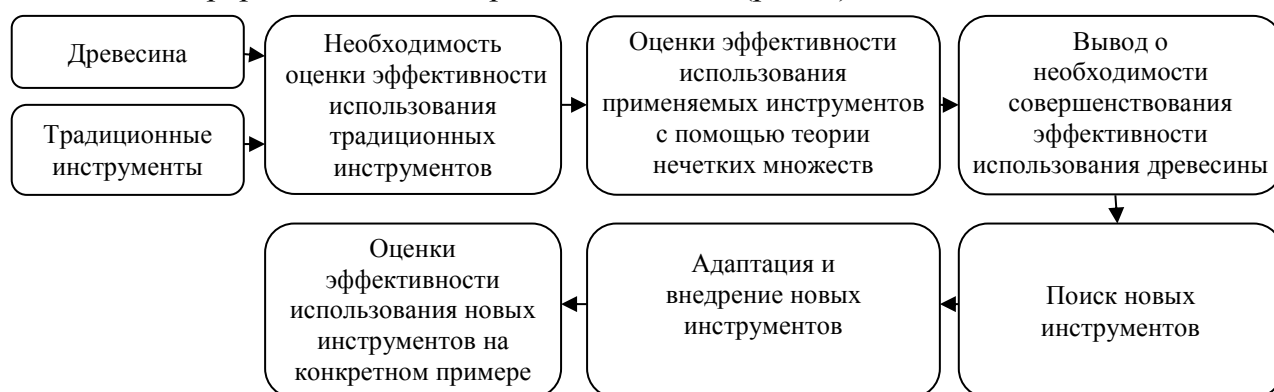 Древесина
Традиционные
инструменты
Необходимость
оценки эффективности
использования
традиционных
инструментов
Оценки эффективности
использования
применяемых инструментов
с помощью теории
нечетких множеств
Вывод о
необходимости
совершенствования
эффективности
использования древесины
Поиск новых
инструментов
Адаптация и
внедрение новых
инструментов
Оценки
эффективности
использования новых
инструментов на
конкретном примере